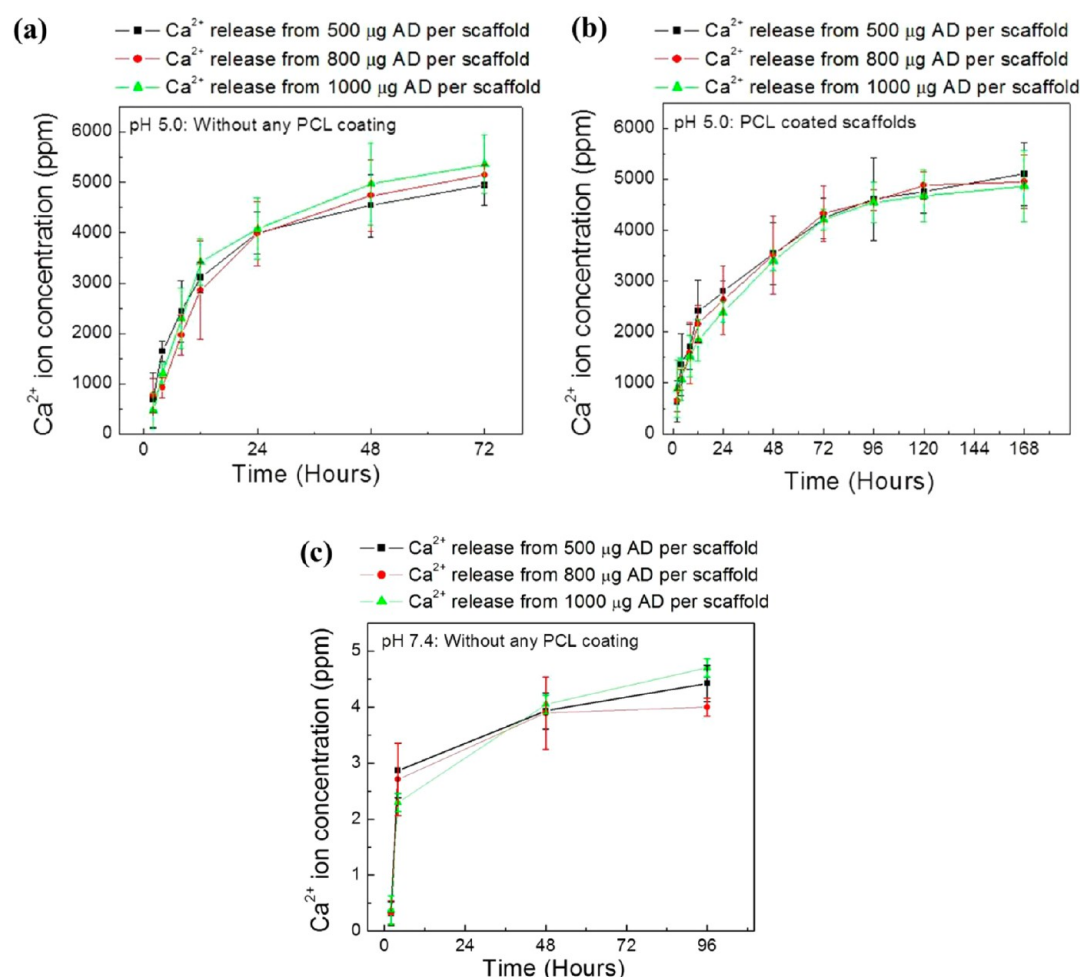 (a)
Ca²⁺ release from 500 μg AD per scaffold
Ca²⁺ release from 800 μg AD per scaffold
Ca²⁺ release from 1000 μg AD per scaffold
pH 5.0: Without any PCL coating
Ca²⁺ ion concentration (ppm)
6000
5000
4000
3000
2000
1000
0
0 24 48 72
Time (Hours)
(b)
Ca²⁺ release from 500 μg AD per scaffold
Ca²⁺ release from 800 μg AD per scaffold
Ca²⁺ release from 1000 μg AD per scaffold
pH 5.0: PCL coated scaffolds
Ca²⁺ ion concentration (ppm)
6000
5000
4000
3000
2000
1000
0
0 24 48 72 96 120 144 168
Time (Hours)
(c)
Ca²⁺ release from 500 μg AD per scaffold
Ca²⁺ release from 800 μg AD per scaffold
Ca²⁺ release from 1000 μg AD per scaffold
pH 7.4: Without any PCL coating
Ca²⁺ ion concentration (ppm)
5
4
3
2
1
0
0 24 48 72 96
Time (Hours)